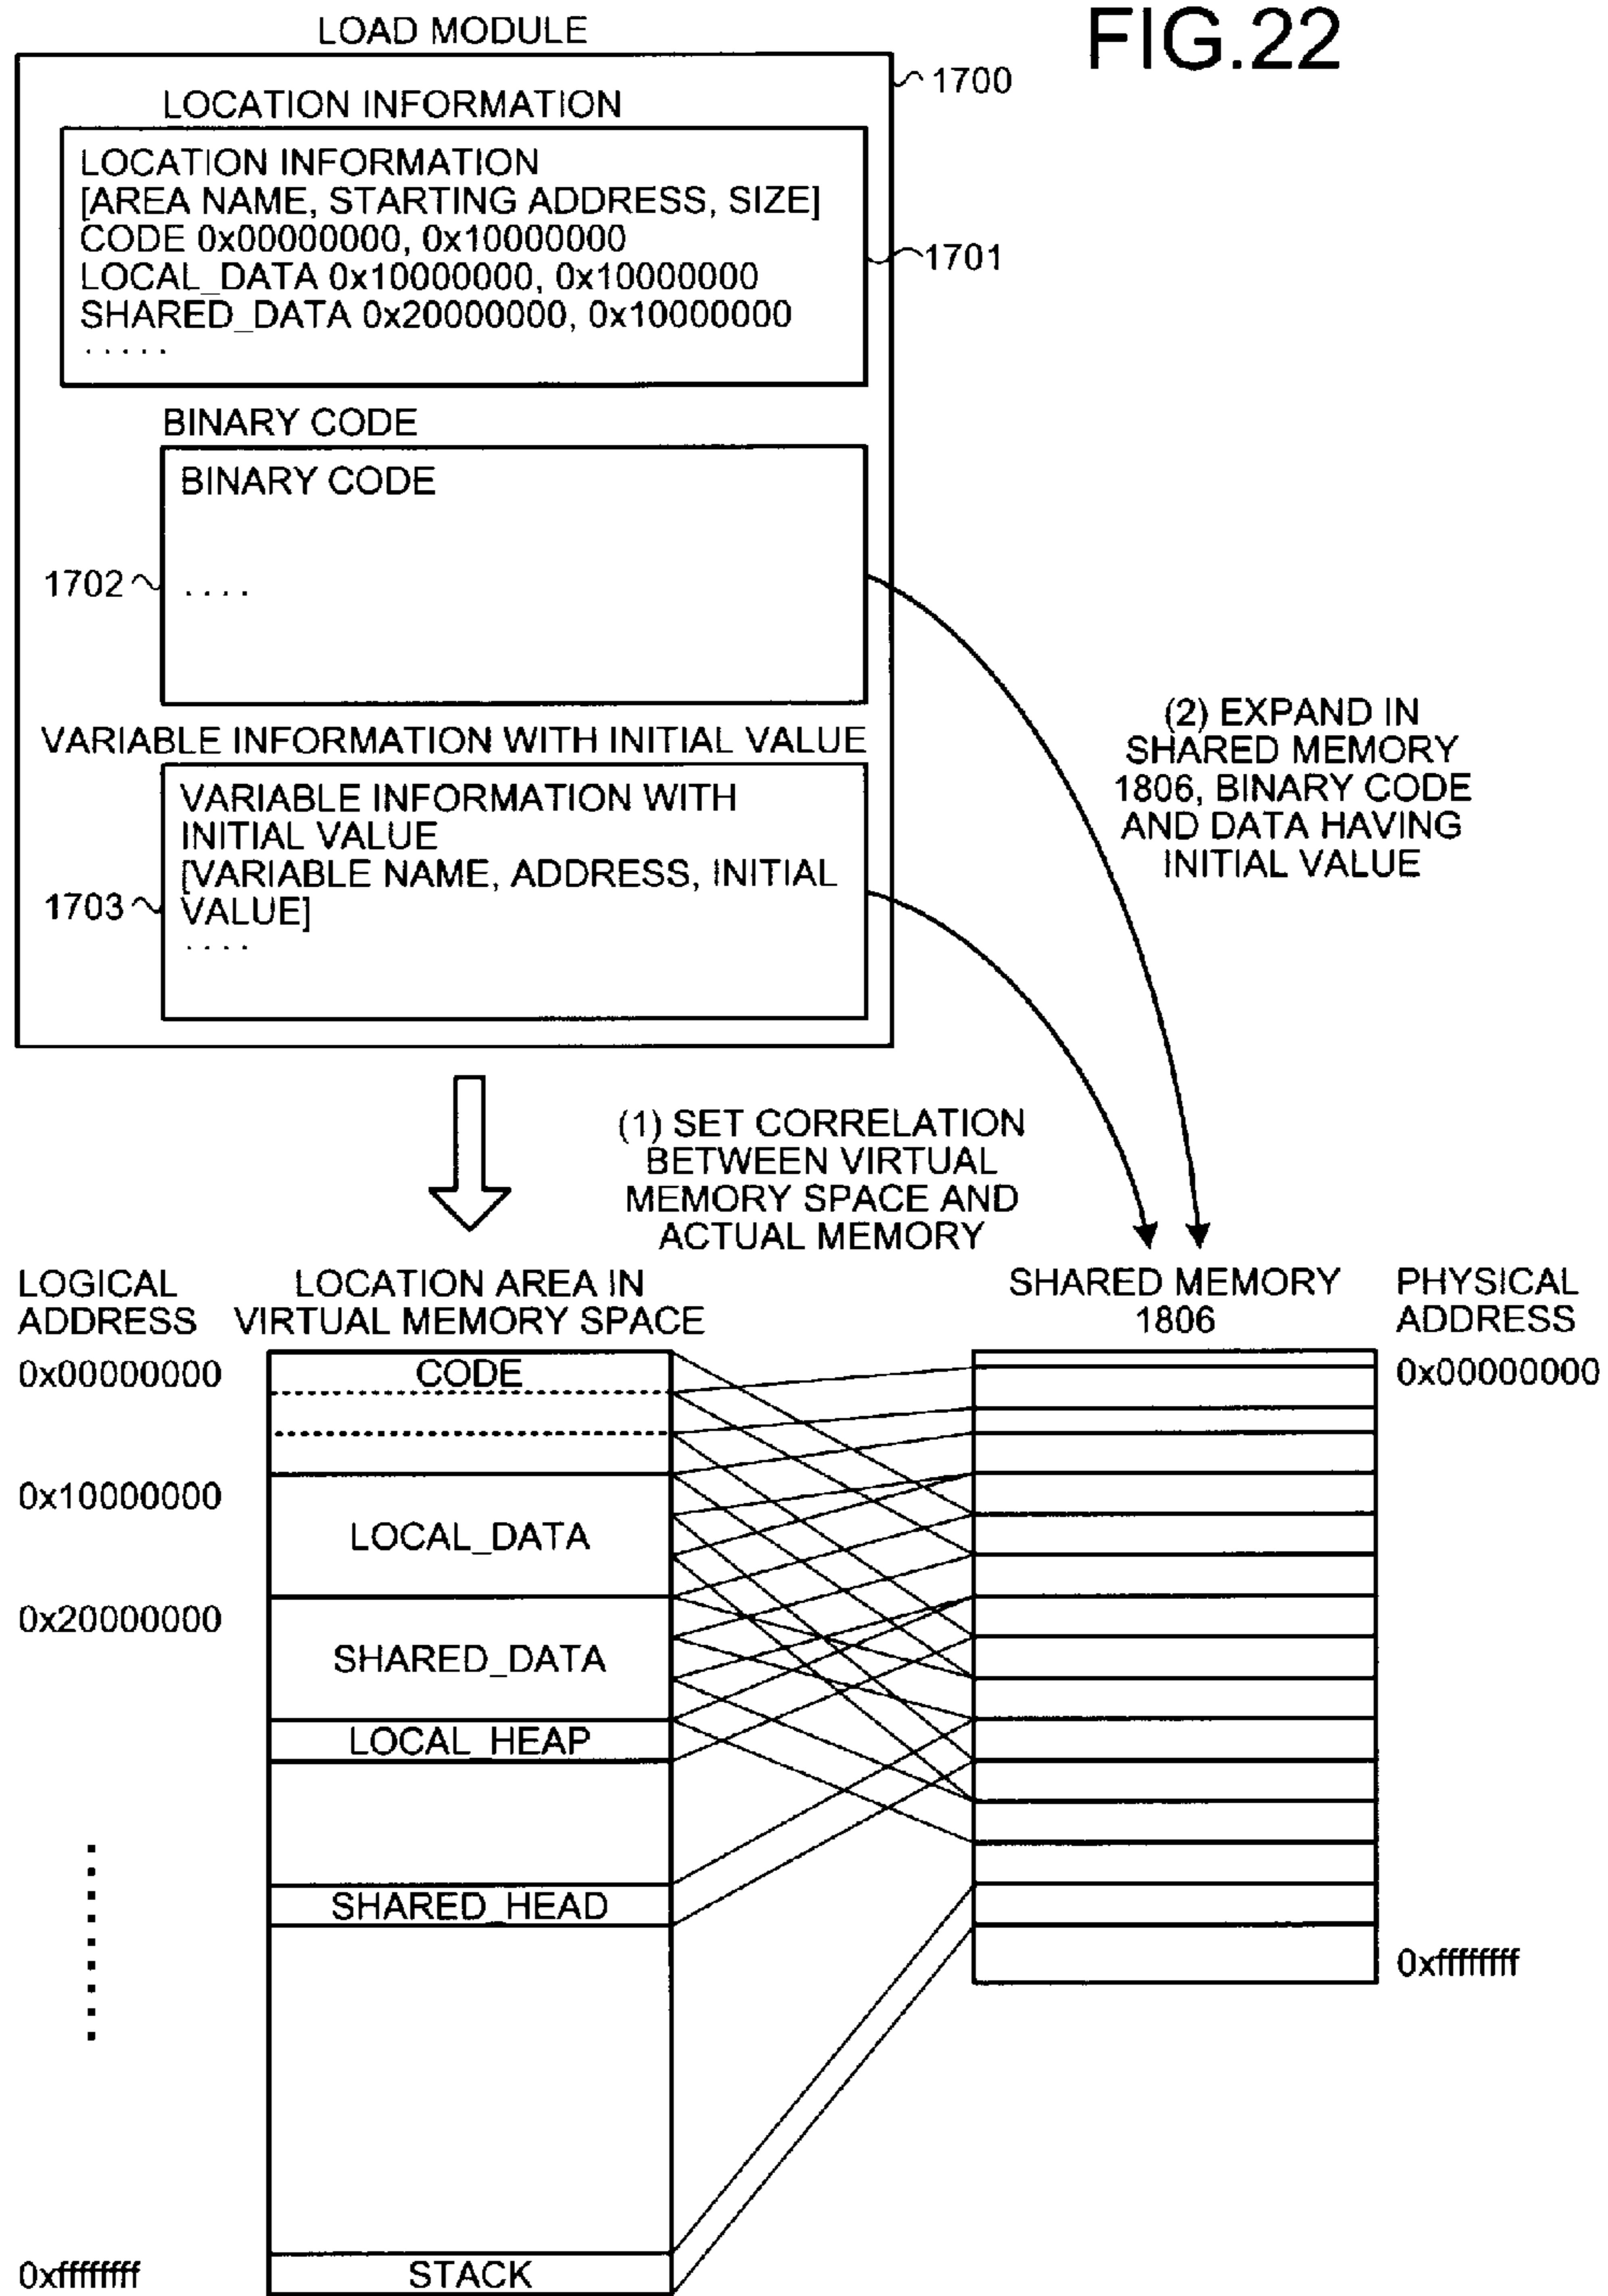 FIG.22
LOAD MODULE
1700
LOCATION INFORMATION
LOCATION INFORMATION
[AREA NAME, STARTING ADDRESS, SIZE]
CODE 0x00000000, 0x10000000
LOCAL_DATA 0x10000000, 0x10000000
SHARED_DATA 0x20000000, 0x10000000
. . . . .
1701
BINARY CODE
BINARY CODE
1702
. . . .
VARIABLE INFORMATION WITH INITIAL VALUE
VARIABLE INFORMATION WITH
INITIAL VALUE
[VARIABLE NAME, ADDRESS, INITIAL
VALUE]
. . . .
1703
(2) EXPAND IN
SHARED MEMORY
1806, BINARY CODE
AND DATA HAVING
INITIAL VALUE
(1) SET CORRELATION
BETWEEN VIRTUAL
MEMORY SPACE AND
ACTUAL MEMORY
LOGICAL
ADDRESS
LOCATION AREA IN
VIRTUAL MEMORY SPACE
SHARED MEMORY
1806
PHYSICAL
ADDRESS
0x00000000
CODE
0x00000000
0x10000000
LOCAL_DATA
0x20000000
SHARED_DATA
LOCAL_HEAP
SHARED_HEAD
0xffffffff
0xffffffff
STACK